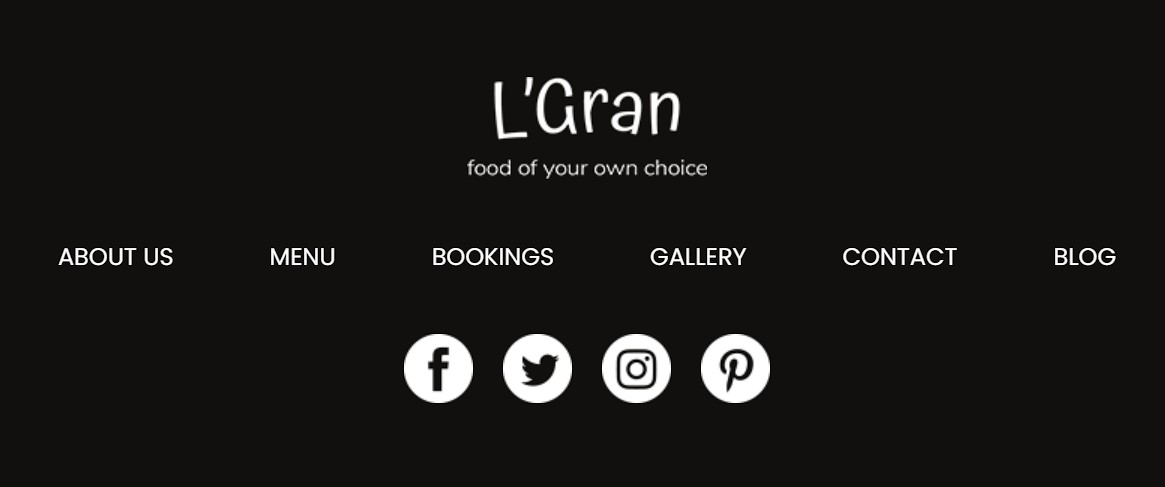 L'Gran
food of your own choice
ABOUT US MENU BOOKINGS GALLERY CONTACT BLOG